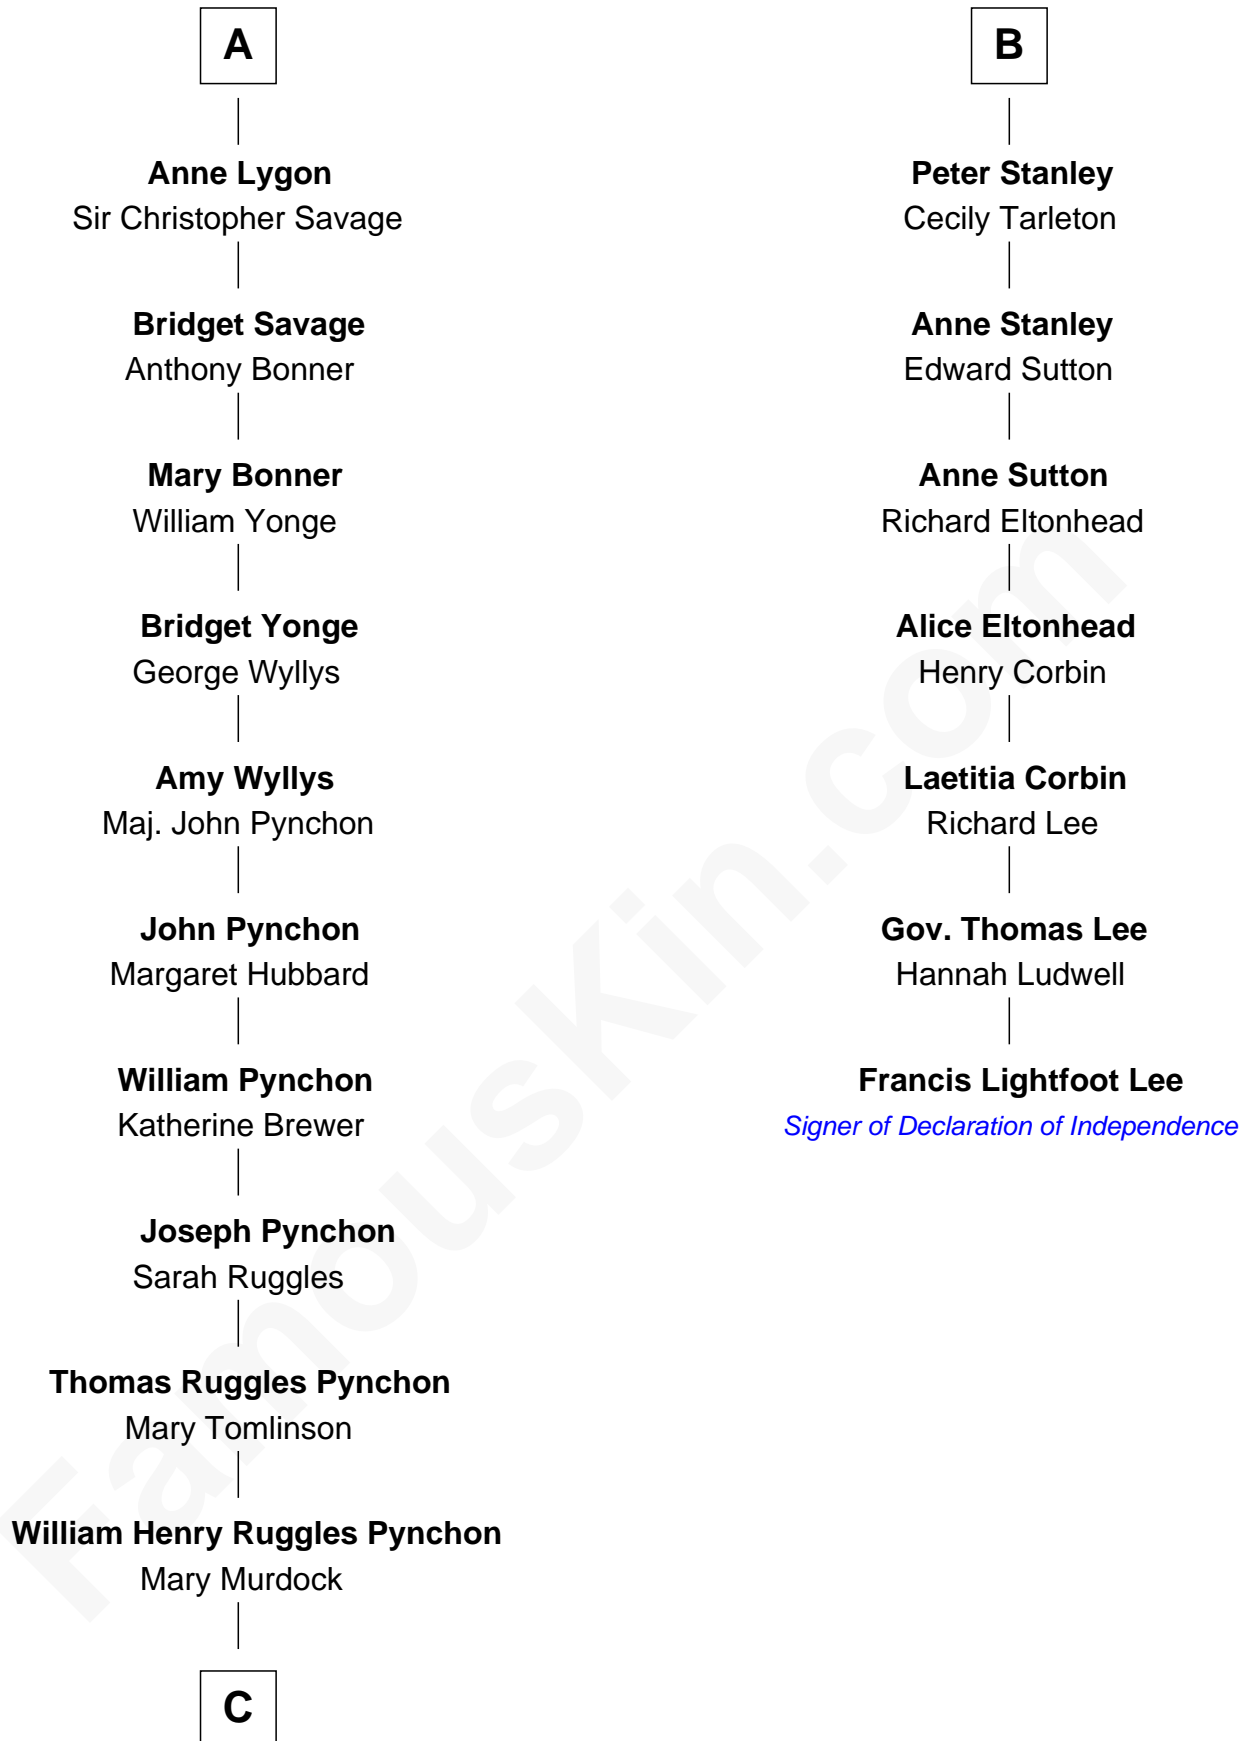 A
Anne Lygon
Sir Christopher Savage
Bridget Savage
Anthony Bonner
Mary Bonner
William Yonge
Bridget Yonge
George Wyllys
Amy Wyllys
Maj. John Pynchon
John Pynchon
Margaret Hubbard
William Pynchon
Katherine Brewer
Joseph Pynchon
Sarah Ruggles
Thomas Ruggles Pynchon
Mary Tomlinson
William Henry Ruggles Pynchon
Mary Murdock
C
B
Peter Stanley
Cecily Tarleton
Anne Stanley
Edward Sutton
Anne Sutton
Richard Eltonhead
Alice Eltonhead
Henry Corbin
Laetitia Corbin
Richard Lee
Gov. Thomas Lee
Hannah Ludwell
Francis Lightfoot Lee
Signer of Declaration of Independence
FamousKin.com